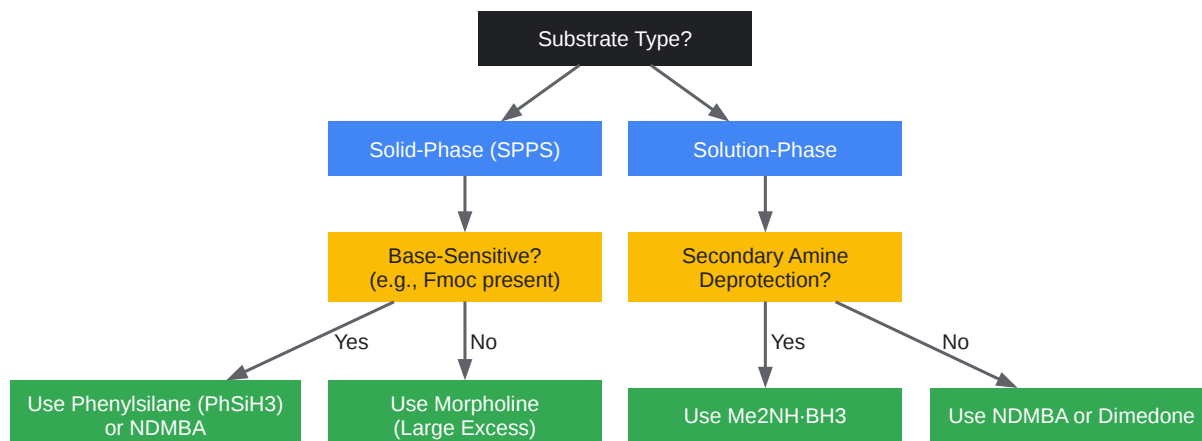 Substrate Type?
Solid-Phase (SPPS)
Solution-Phase
Base-Sensitive?
(e.g., Fmoc present)
Secondary Amine
Deprotection?
Yes
No
Yes
No
Use Phenylsilane (PhSiH3)
or NDMBA
Use Morpholine
(Large Excess)
Use Me2NH·BH3
Use NDMBA or Dimedone